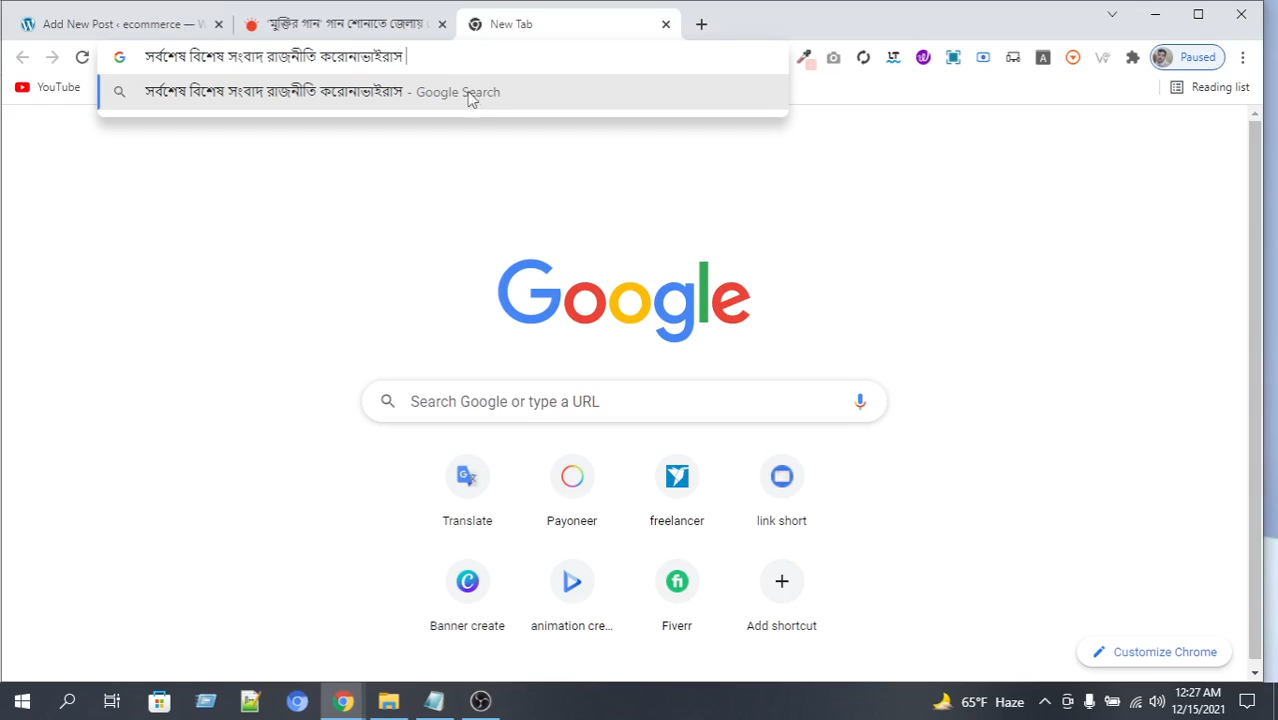 Add New Post ‹ ecommerce — W
'মুক্তির গান' গান শোনাতে জেলায় (
New Tab
সর্বশেষ বিশেষ সংবাদ রাজনীতি করোনাভাইরাস
Paused
সর্বশেষ বিশেষ সংবাদ রাজনীতি করোনাভাইরাস - Google Search
YouTube
Reading list
Google
Search Google or type a URL
Translate
Payoneer
freelancer
link short
Banner create
animation cre...
Fiverr
Add shortcut
Customize Chrome
65°F Haze
12:27 AM
12/15/2021